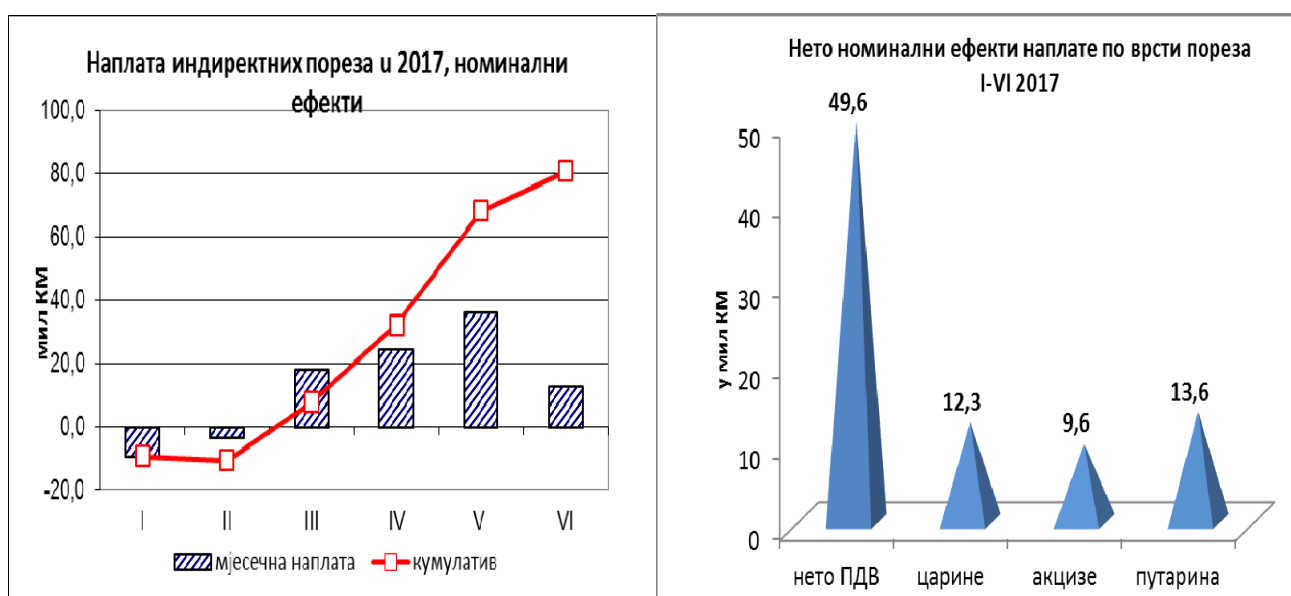 Наплата индиректних пореза u 2017, номинални
ефекти
100,0
80,0
60,0
40,0
20,0
0,0
-20,0
мил КМ
I II III IV V VI
мјесечна наплата кумулатив
Нето номинални ефекти наплате по врсти пореза
I-VI 2017
50
40
30
20
10
0
у мил КМ
49,6
12,3
9,6
13,6
нето ПДВ царине акцизе путарина